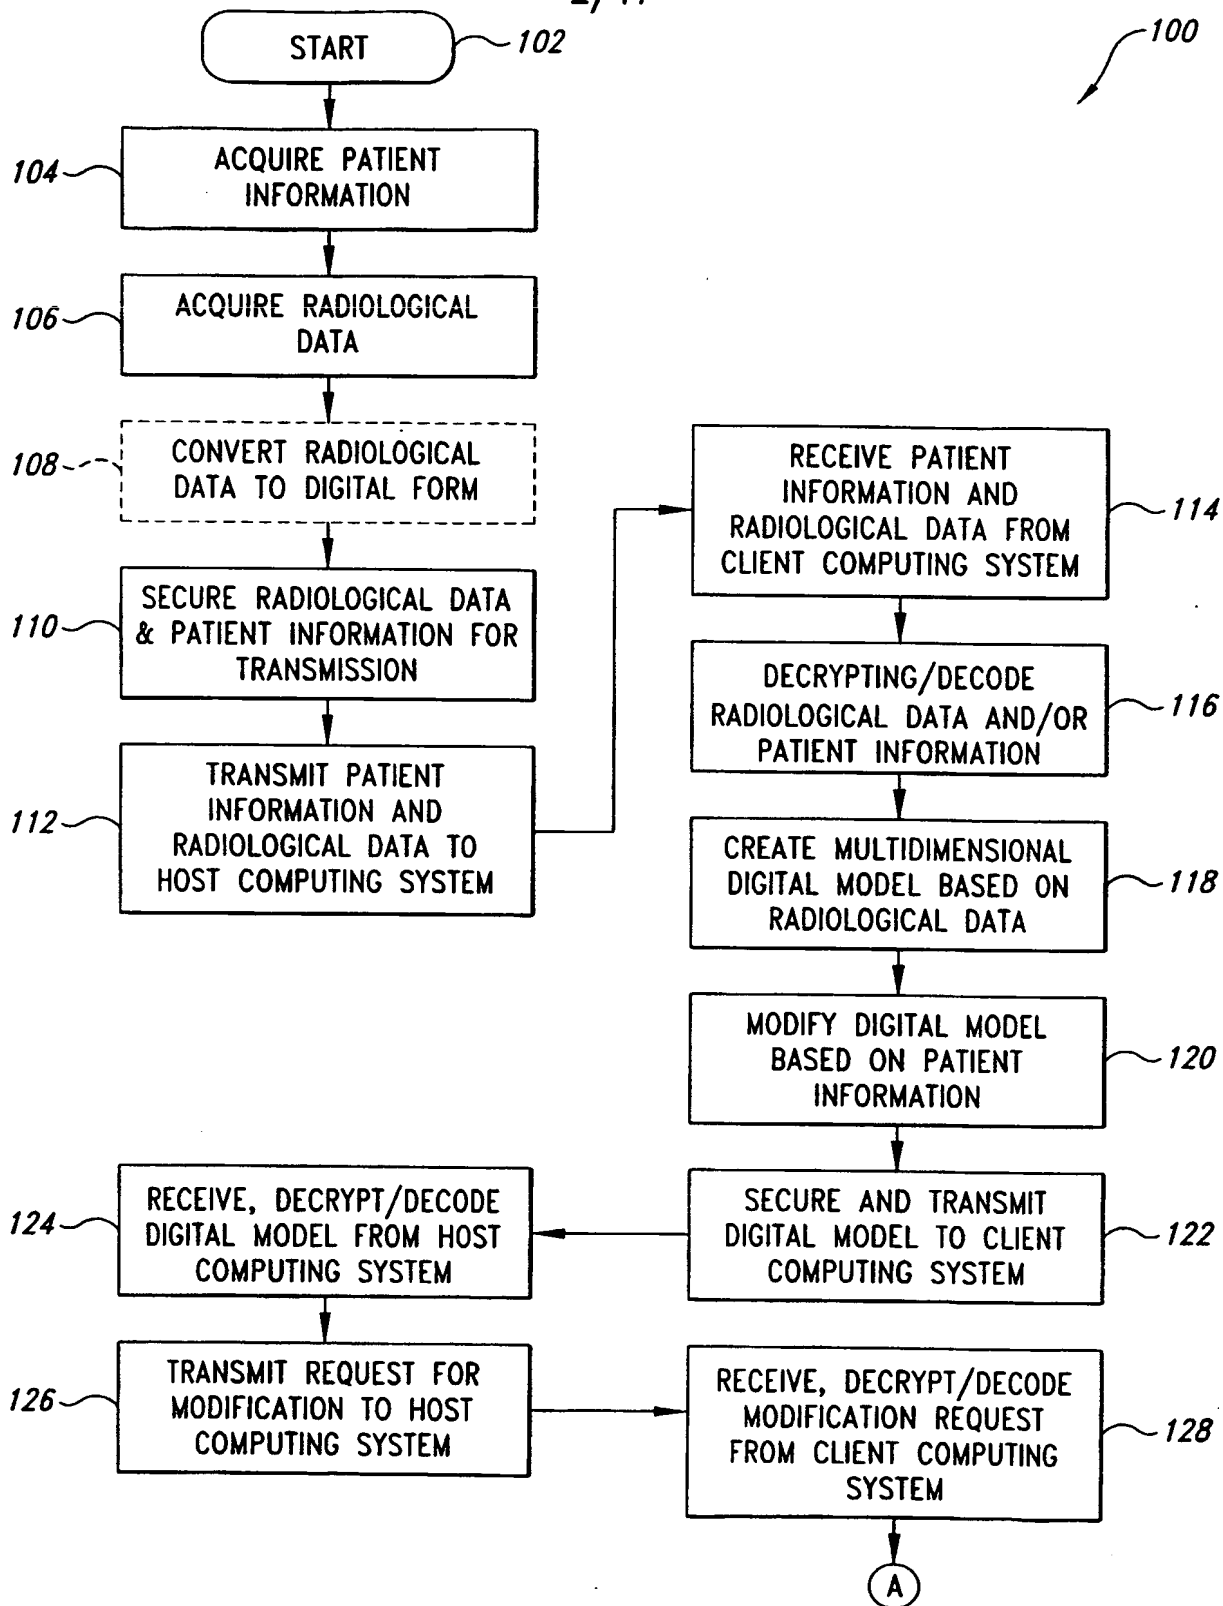 START
102
100
104
ACQUIRE PATIENT
INFORMATION
106
ACQUIRE RADIOLOGICAL
DATA
108
CONVERT RADIOLOGICAL
DATA TO DIGITAL FORM
110
SECURE RADIOLOGICAL DATA
& PATIENT INFORMATION FOR
TRANSMISSION
112
TRANSMIT PATIENT
INFORMATION AND
RADIOLOGICAL DATA TO
HOST COMPUTING SYSTEM
RECEIVE PATIENT
INFORMATION AND
RADIOLOGICAL DATA FROM
CLIENT COMPUTING SYSTEM
114
DECRYPTING/DECODE
RADIOLOGICAL DATA AND/OR
PATIENT INFORMATION
116
CREATE MULTIDIMENSIONAL
DIGITAL MODEL BASED ON
RADIOLOGICAL DATA
118
MODIFY DIGITAL MODEL
BASED ON PATIENT
INFORMATION
120
SECURE AND TRANSMIT
DIGITAL MODEL TO CLIENT
COMPUTING SYSTEM
122
124
RECEIVE, DECRYPT/DECODE
DIGITAL MODEL FROM HOST
COMPUTING SYSTEM
126
TRANSMIT REQUEST FOR
MODIFICATION TO HOST
COMPUTING SYSTEM
RECEIVE, DECRYPT/DECODE
MODIFICATION REQUEST
FROM CLIENT COMPUTING
SYSTEM
128
A